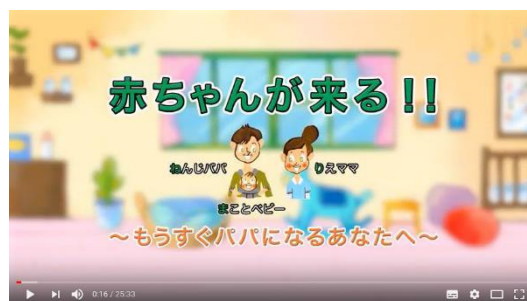 赤ちゃんが来る!!
ねんじパパ
りえママ
まことベビー
～もうすぐパパになるあなたへ～
0:16 / 25:33